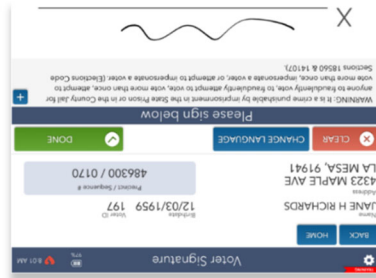 8:01 AM
Voter Signature
BACK
HOME
Name
JANE H RICHARDS
Birthdate
12/03/1959
Voter ID
197
Address
4323 MAPLE AVE
LA MESA, 91941
Precinct / Sequence #
486300 / 0170
CLEAR
CHANGE LANGUAGE
DONE
Please sign below
WARNING: It is a crime punishable by imprisonment in the State Prison or in the County Jail for
anyone to fraudulently vote, to fraudulently attempt to vote, vote more than once, attempt to
vote more than once, impersonate a voter, or attempt to impersonate a voter. (Elections Code
Sections 18560 & 14107).
X